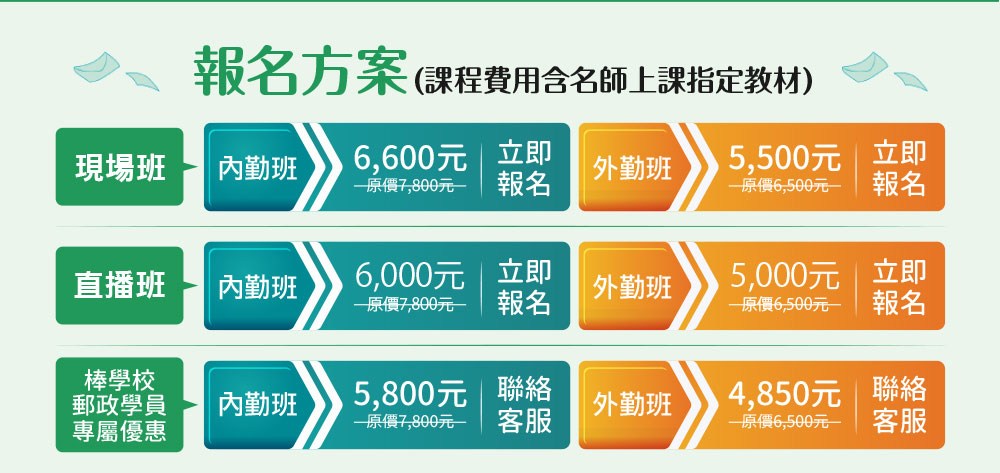 報名方案(課程費用含名師上課指定教材)
現場班
內勤班
6,600元
原價7,800元
立即
報名
外勤班
5,500元
原價6,500元
立即
報名
直播班
內勤班
6,000元
原價7,800元
立即
報名
外勤班
5,000元
原價6,500元
立即
報名
棒學校
郵政學員
專屬優惠
內勤班
5,800元
原價7,800元
聯絡
客服
外勤班
4,850元
原價6,500元
聯絡
客服